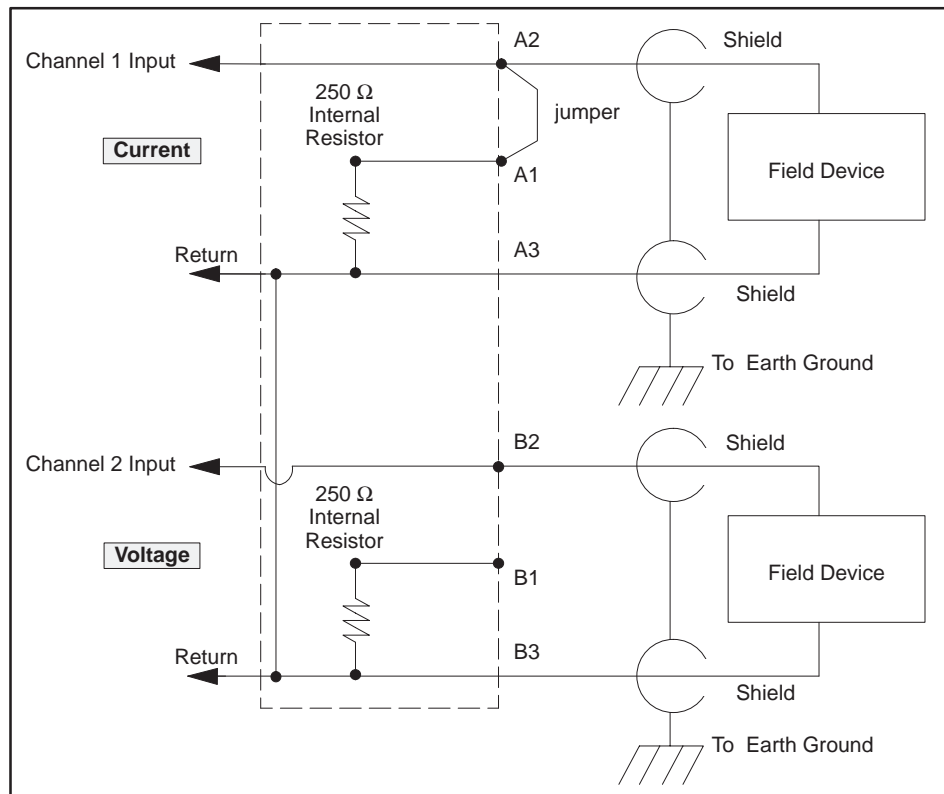 A2
Shield
Channel 1 Input
250 Ω
Internal
Resistor
jumper
Current
A1
Field Device
Return
A3
Shield
To Earth Ground
B2
Shield
Channel 2 Input
250 Ω
Internal
Resistor
Voltage
B1
Field Device
Return
B3
Shield
To Earth Ground